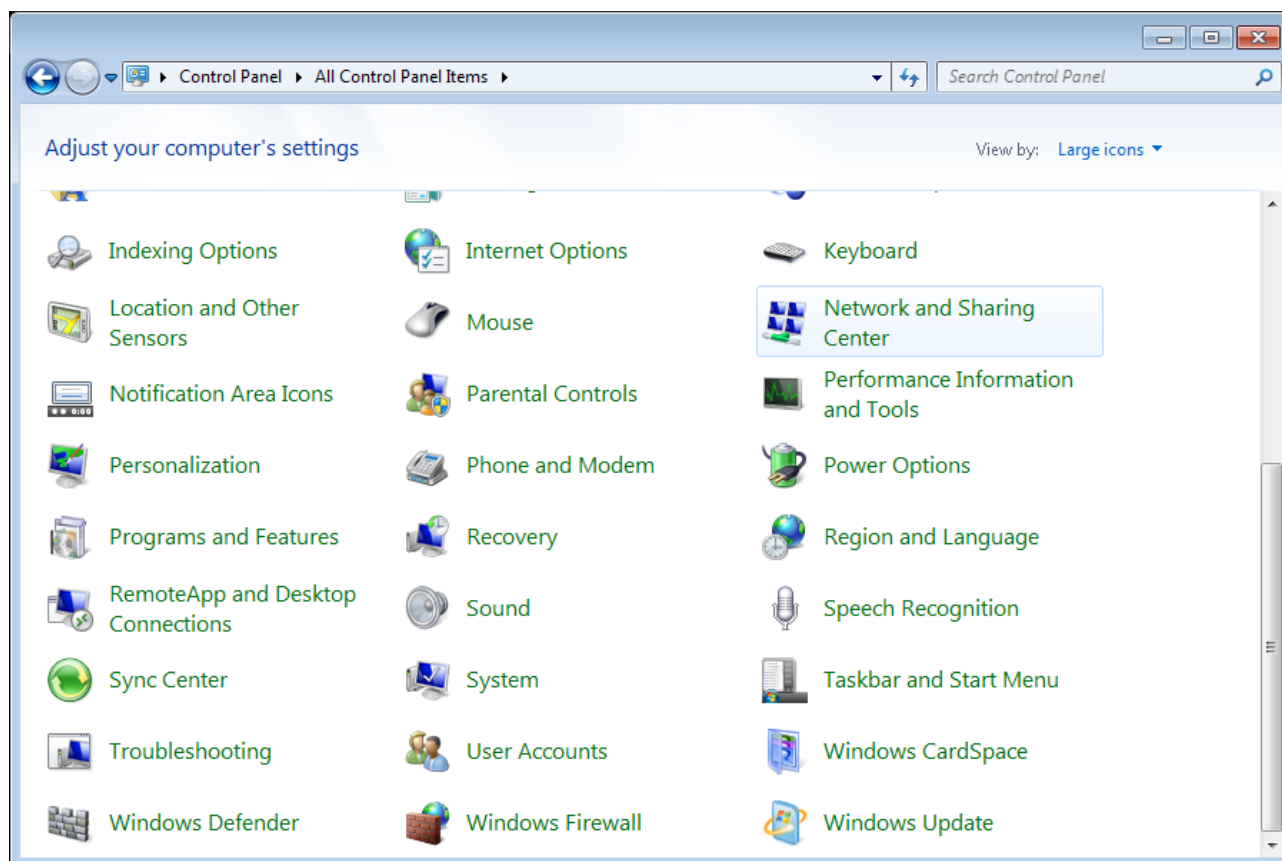 Control Panel All Control Panel Items Search Control Panel
Adjust your computer's settings View by: Large icons
Indexing Options Internet Options Keyboard
Location and Other Sensors Mouse Network and Sharing Center
Notification Area Icons Parental Controls Performance Information and Tools
Personalization Phone and Modem Power Options
Programs and Features Recovery Region and Language
RemoteApp and Desktop Connections Sound Speech Recognition
Sync Center System Taskbar and Start Menu
Troubleshooting User Accounts Windows CardSpace
Windows Defender Windows Firewall Windows Update